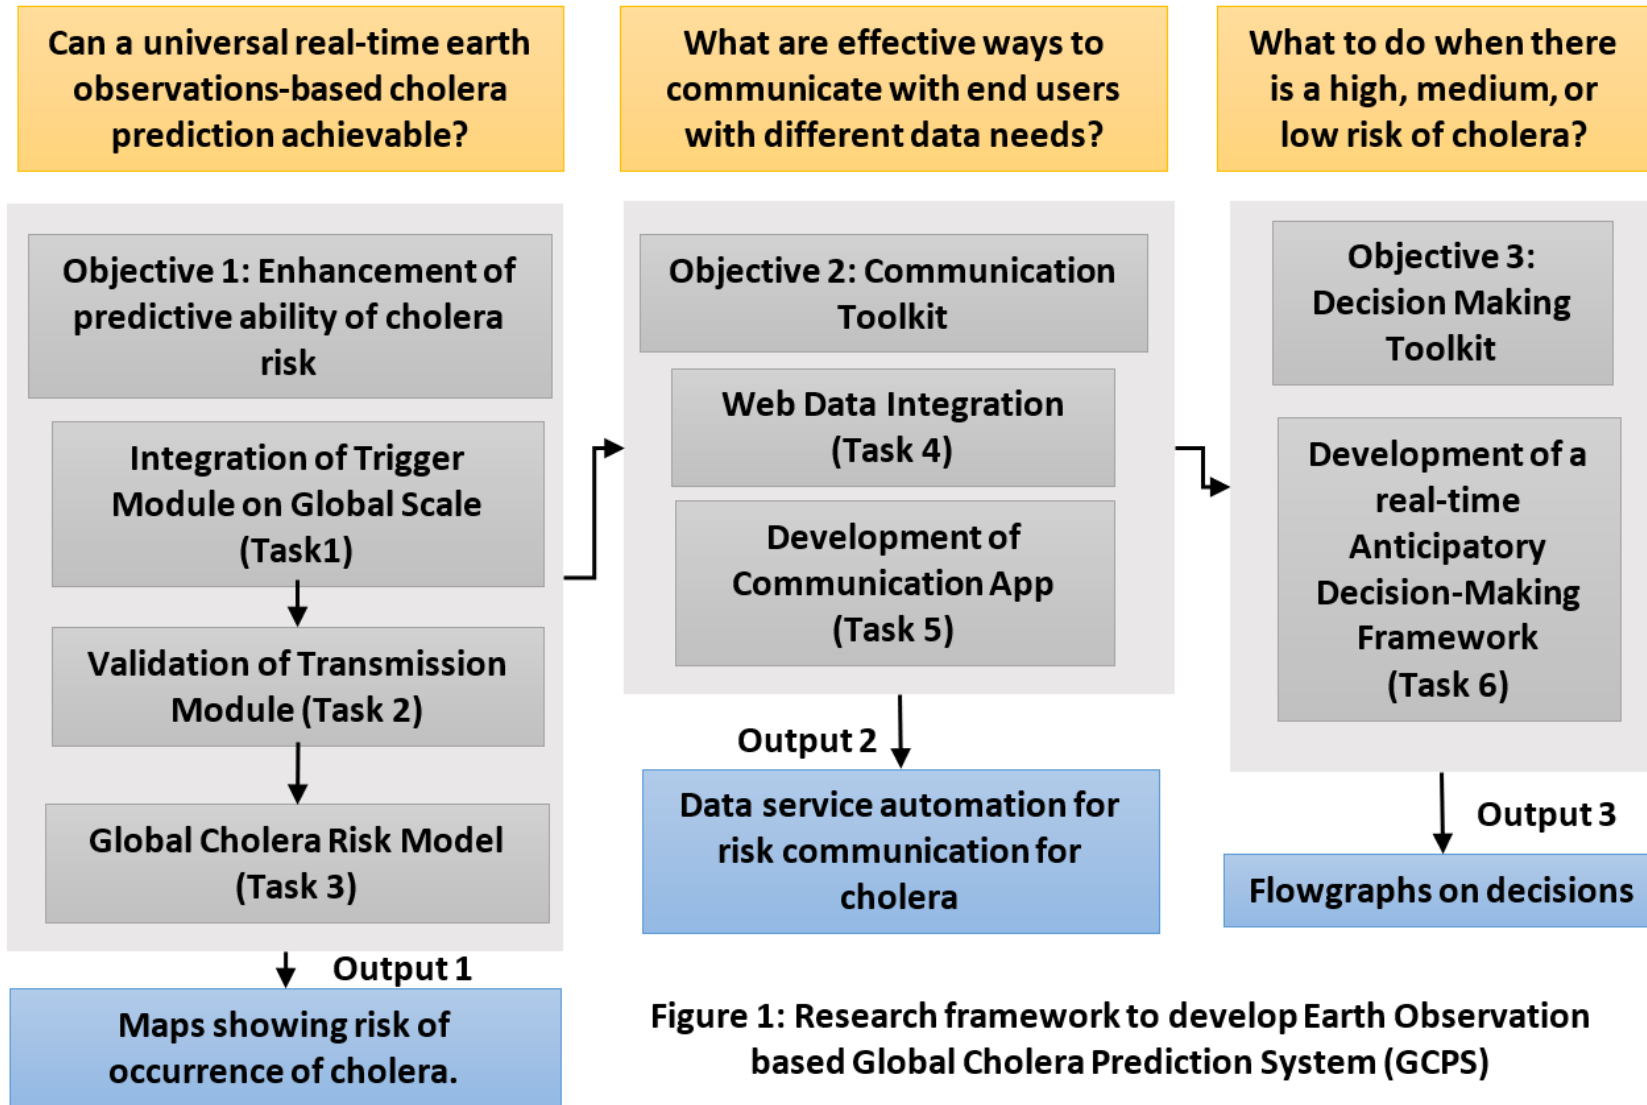 Can a universal real-time earth
observations-based cholera
prediction achievable?
What are effective ways to
communicate with end users
with different data needs?
What to do when there
is a high, medium, or
low risk of cholera?
Objective 1: Enhancement of
predictive ability of cholera
risk
Integration of Trigger
Module on Global Scale
(Task1)
Validation of Transmission
Module (Task 2)
Global Cholera Risk Model
(Task 3)
Output 1
Maps showing risk of
occurrence of cholera.
Objective 2: Communication
Toolkit
Web Data Integration
(Task 4)
Development of
Communication App
(Task 5)
Output 2
Data service automation for
risk communication for
cholera
Objective 3:
Decision Making
Toolkit
Development of a
real-time
Anticipatory
Decision-Making
Framework
(Task 6)
Output 3
Flowgraphs on decisions
Figure 1: Research framework to develop Earth Observation
based Global Cholera Prediction System (GCPS)